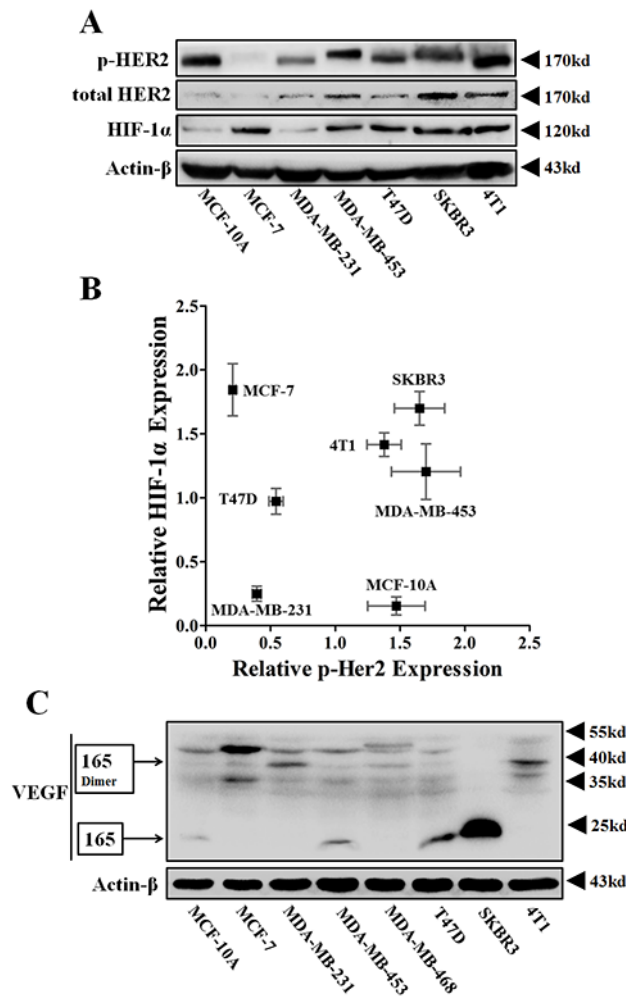 A
p-HER2
170kd
total HER2
170kd
HIF-1α
120kd
Actin-β
43kd
MCF-10A
MCF-7
MDA-MB-231
MDA-MB-453
T47D
SKBR3
4T1
B
Relative HIF-1α Expression
2.5
2.0
1.5
1.0
0.5
0.0
MCF-7
SKBR3
4T1
T47D
MDA-MB-453
MDA-MB-231
MCF-10A
0.0 0.5 1.0 1.5 2.0 2.5
Relative p-Her2 Expression
C
VEGF
165
Dimer
165
55kd
40kd
35kd
25kd
Actin-β
43kd
MCF-10A
MCF-7
MDA-MB-231
MDA-MB-453
MDA-MB-468
T47D
SKBR3
4T1